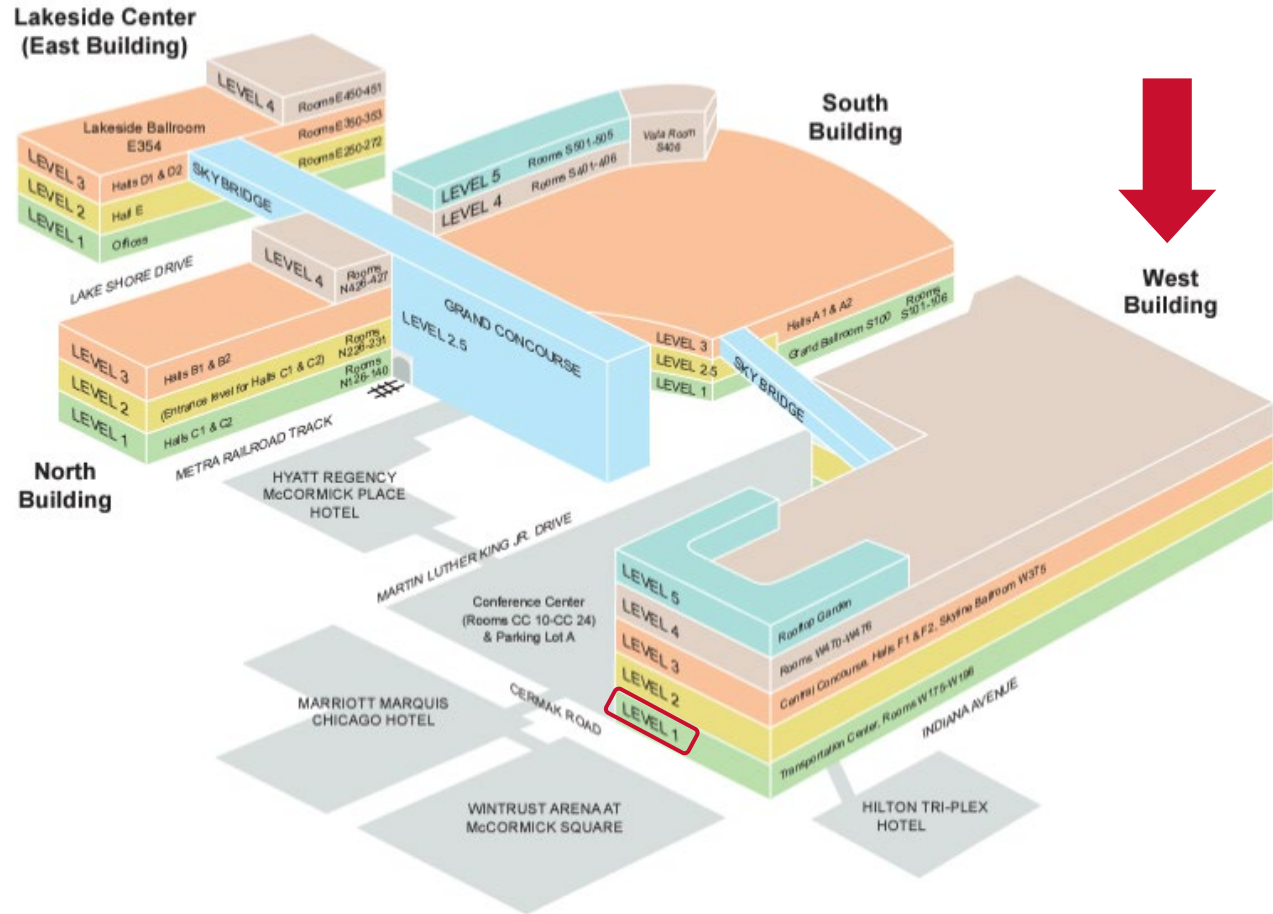 Lakeside Center
(East Building)
LEVEL 4
Rooms E450-451
Lakeside Ballroom
E354
Rooms E350-353
Rooms E250-272
LEVEL 3
Halls D1 & D2
LEVEL 2
Hall E
LEVEL 1
Offices
SKYBRIDGE
LAKE SHORE DRIVE
LEVEL 5
Rooms S501-505
LEVEL 4
Rooms S401-406
Vista Room
S406
South
Building
West
Building
LEVEL 4
Rooms
N426-427
LEVEL 3
Halls B1 & B2
LEVEL 2
(Entrance level for Halls C1 & C2)
Rooms
N226-231
LEVEL 1
Halls C1 & C2
Rooms
N126-140
METRA RAILROAD TRACK
North
Building
GRAND CONCOURSE
LEVEL 2.5
LEVEL 3
Halls A1 & A2
LEVEL 2.5
LEVEL 1
Grand Ballroom S100
Rooms
S101-106
SKYBRIDGE
HYATT REGENCY
McCORMICK PLACE
HOTEL
MARTIN LUTHER KING JR. DRIVE
Conference Center
(Rooms CC 10-CC 24)
& Parking Lot A
LEVEL 5
Rooftop Garden
LEVEL 4
Rooms W470-W476
LEVEL 3
Central Concourse, Halls F1 & F2, Skyline Ballroom W375
LEVEL 2
LEVEL 1
Transportation Center, Rooms W175-W196
INDIANA AVENUE
CERMAK ROAD
MARRIOTT MARQUIS
CHICAGO HOTEL
WINTRUST ARENA AT
McCORMICK SQUARE
HILTON TRI-PLEX
HOTEL